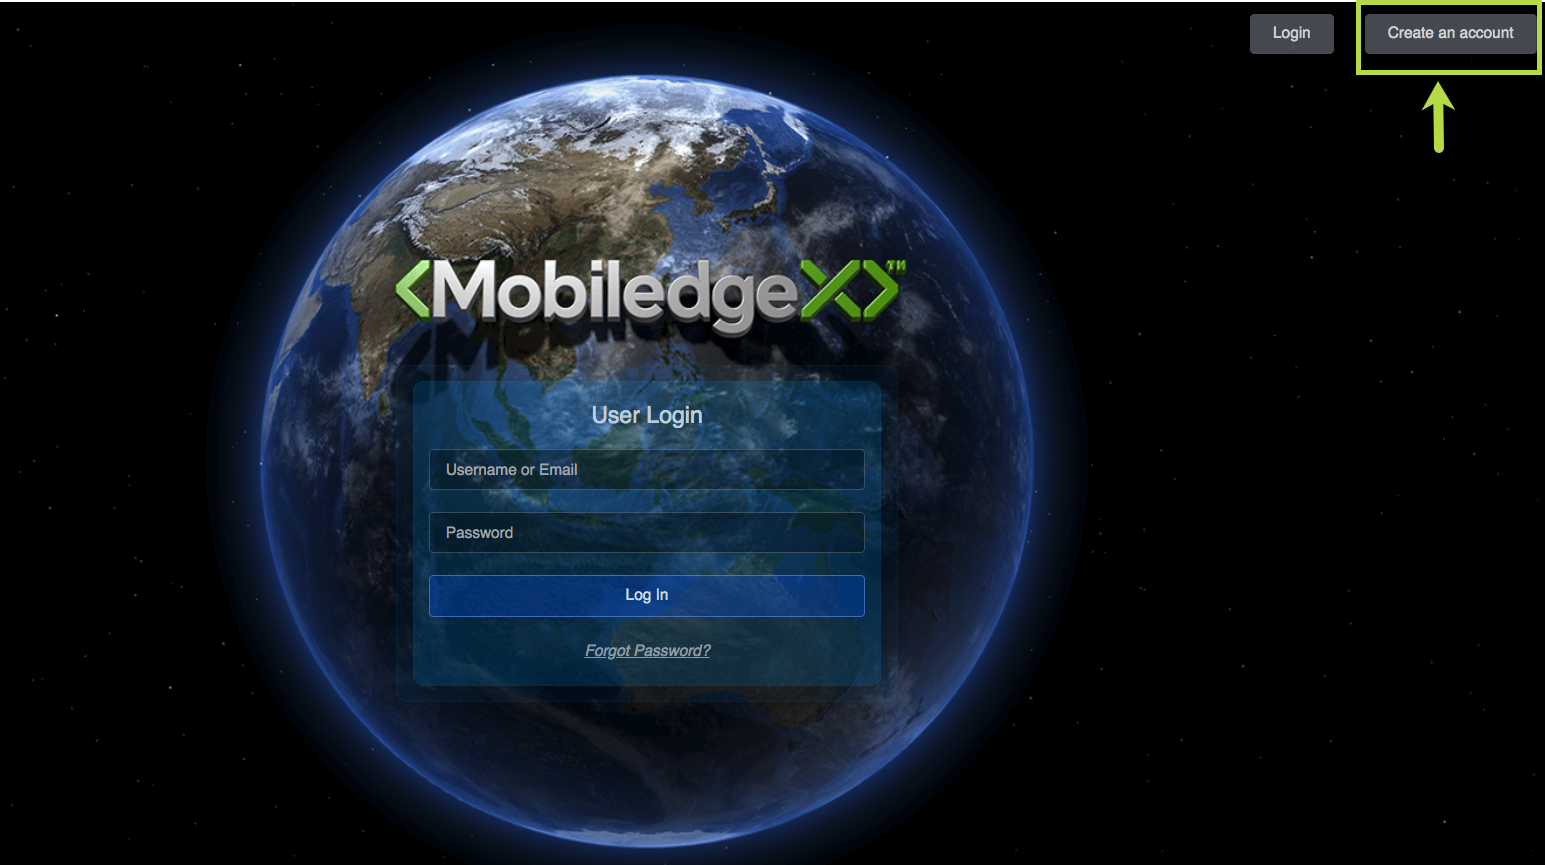 Login
Create an account
<MobiledgeX>™
User Login
Username or Email
Password
Log In
Forgot Password?